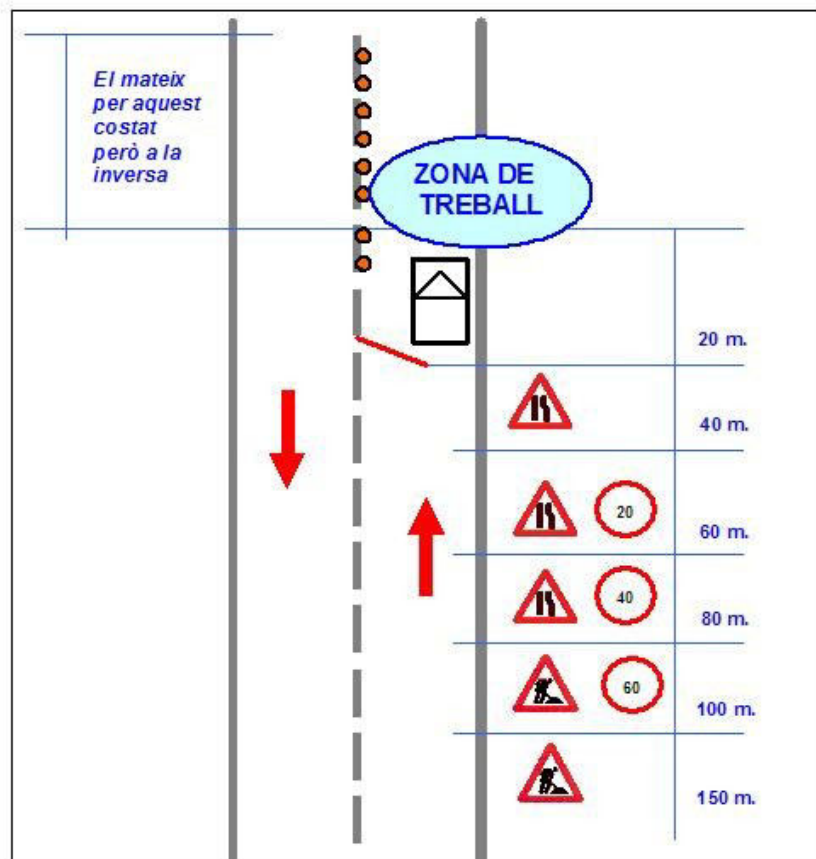 El mateix
per aquest
costat
però a la
inversa
ZONA DE
TREBALL
20 m.
40 m.
20
60 m.
40
80 m.
60
100 m.
150 m.